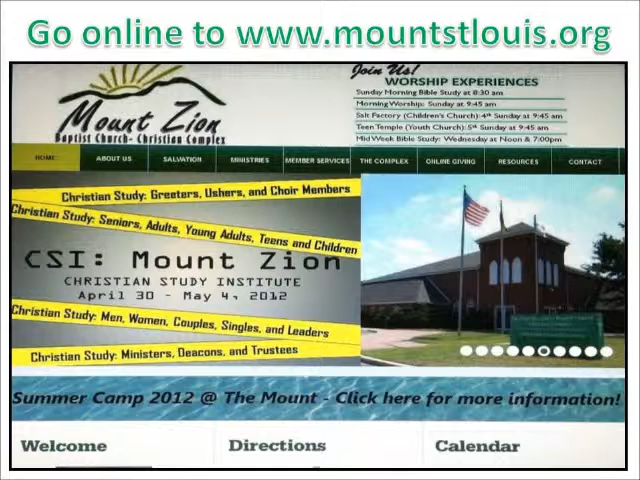 Go online to www.mountstlouis.org
Mount Zion
Baptist Church- Christian Complex
Join Us!
WORSHIP EXPERIENCES
Sunday Morning Bible Study at 8:30 am
Morning Worship: Sunday at 9:45 am
Salt Factory (Children's Church): 4th Sunday at 9:45 am
Teen Temple (Youth Church): 5th Sunday at 9:45 am
Mid Week Bible Study: Wednesday at Noon & 7:00pm
HOME ABOUT US SALVATION MINISTRIES MEMBER SERVICES THE COMPLEX ONLINE GIVING RESOURCES CONTACT
Christian Study: Greeters, Ushers, and Choir Members
Christian Study: Seniors, Adults, Young Adults, Teens and Children
CSI: Mount Zion
CHRISTIAN STUDY INSTITUTE
April 30 - May 4, 2012
Christian Study: Men, Women, Couples, Singles, and Leaders
Christian Study: Ministers, Deacons, and Trustees
Summer Camp 2012 @ The Mount - Click here for more information!
Welcome
Directions
Calendar